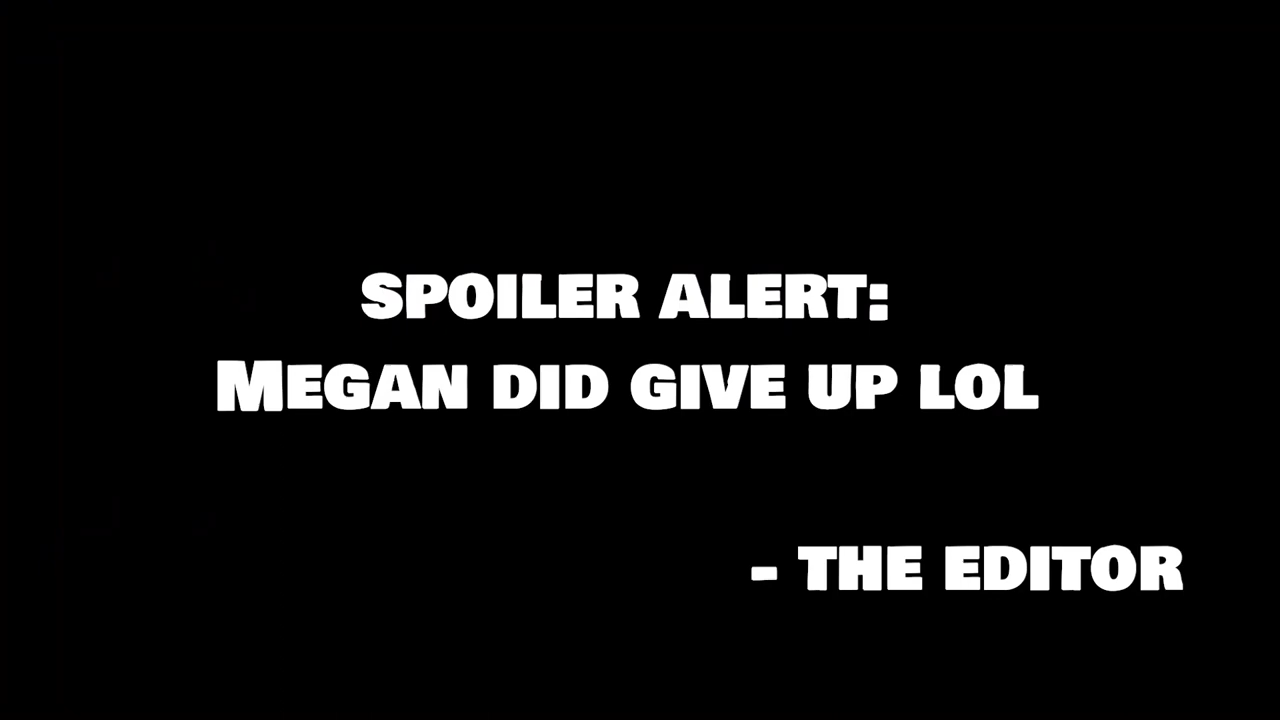 SPOILER ALERT:
MEGAN DID GIVE UP LOL
- THE EDITOR